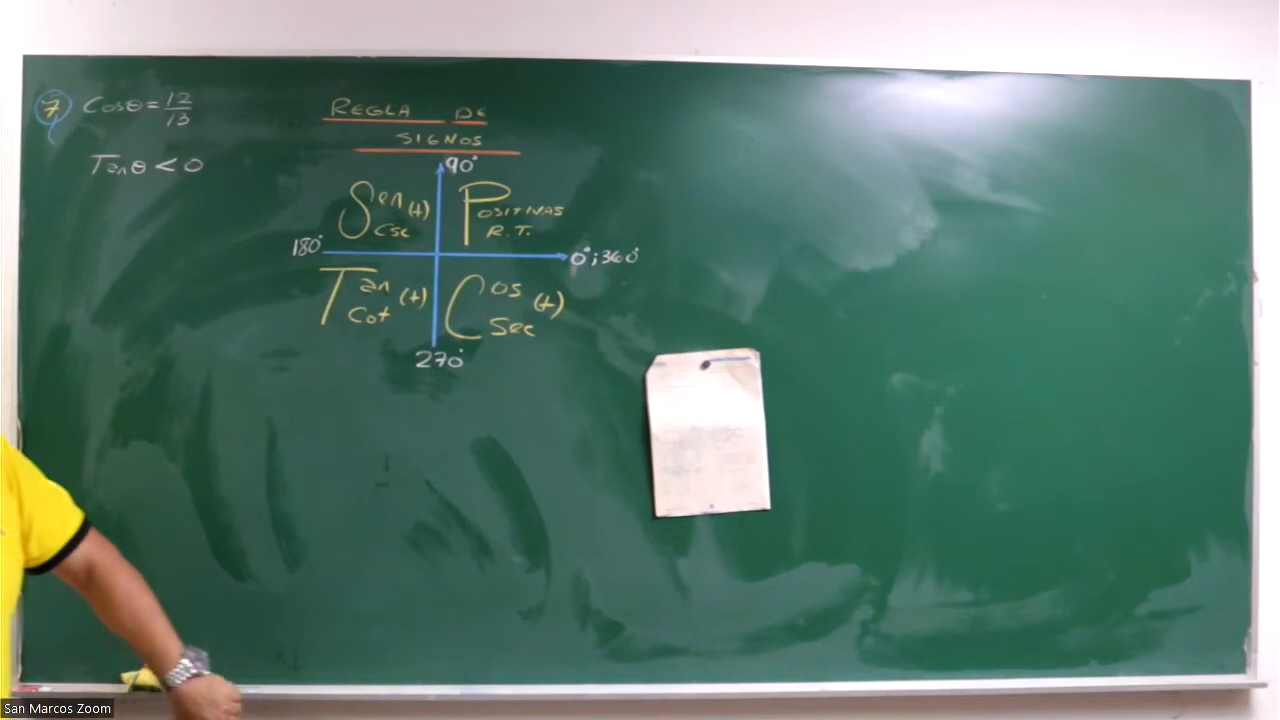 7 Cosθ = 12/13
Tanθ < 0
REGLA DE
SIGNOS
90°
Sen (+)
Csc
POSITIVAS
R.T.
180°
0°; 360°
Tan (+)
Cot
Cos (+)
Sec
270°
San Marcos Zoom